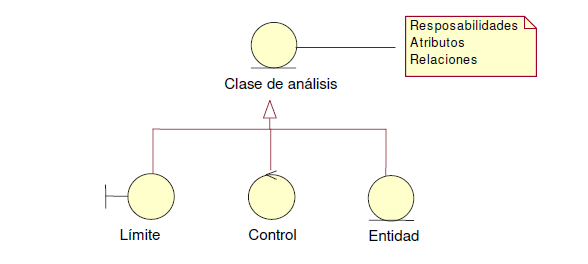 Resposabilidades
Atributos
Relaciones
Clase de análisis
Límite
Control
Entidad